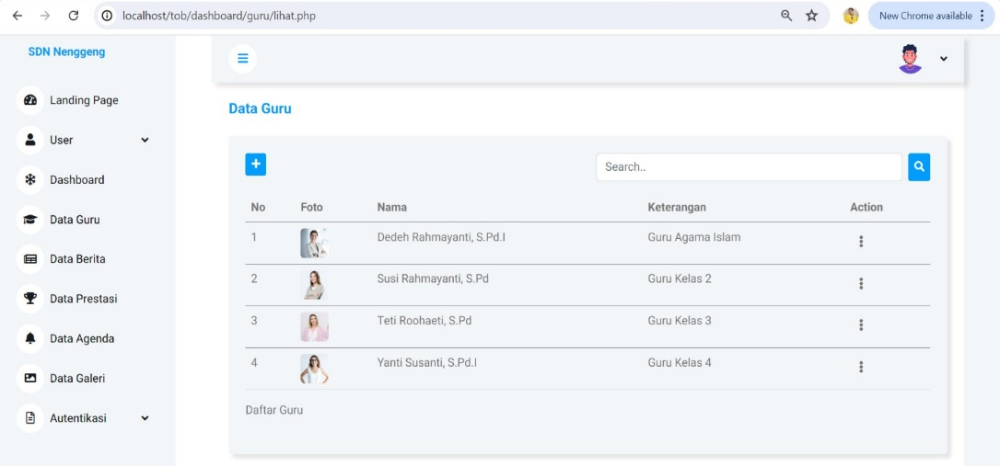 localhost/tob/dashboard/guru/lihat.php
New Chrome available
SDN Nenggeng
Landing Page
User
Dashboard
Data Guru
Data Berita
Data Prestasi
Data Agenda
Data Galeri
Autentikasi
Data Guru
Search..
No Foto Nama Keterangan Action
1 Dedeh Rahmayanti, S.Pd.I Guru Agama Islam
2 Susi Rahmayanti, S.Pd Guru Kelas 2
3 Teti Roohaeti, S.Pd Guru Kelas 3
4 Yanti Susanti, S.Pd.I Guru Kelas 4
Daftar Guru